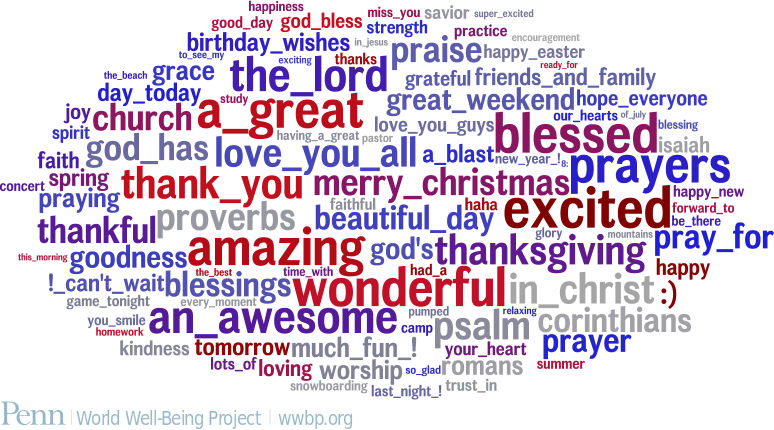 happiness
miss_you savior super_excited
good_day god_bless
strength practice
birthday_wishes in_jesus praise encouragement
to_see_my exciting thanks happy_easter
the_beach grace the_lord ready_for
grateful friends_and_family
day_today study a_great great_weekend hope_everyone
joy church our_hearts of_july
spirit having_a_great pastor love_you_guys blessed blessing
god_has love_you_all a_blast new_year_! 8: isaiah
faith prayers
concert spring thank_you merry_christmas
praying faithful haha excited happy_new
proverbs beautiful_day forward_to
thankful glory mountains be_there
amazing god's thanksgiving pray_for
this_morning goodness
the_best time_with had_a happy
!_can't_wait blessings wonderful in_christ :)
game_tonight every_moment
you_smile an_awesome pumped relaxing
homework camp psalm corinthians
kindness tomorrow much_fun_! your_heart prayer
lots_of loving worship so_glad romans summer
snowboarding last_night_! trust_in
Penn | World Well-Being Project | wwbp.org